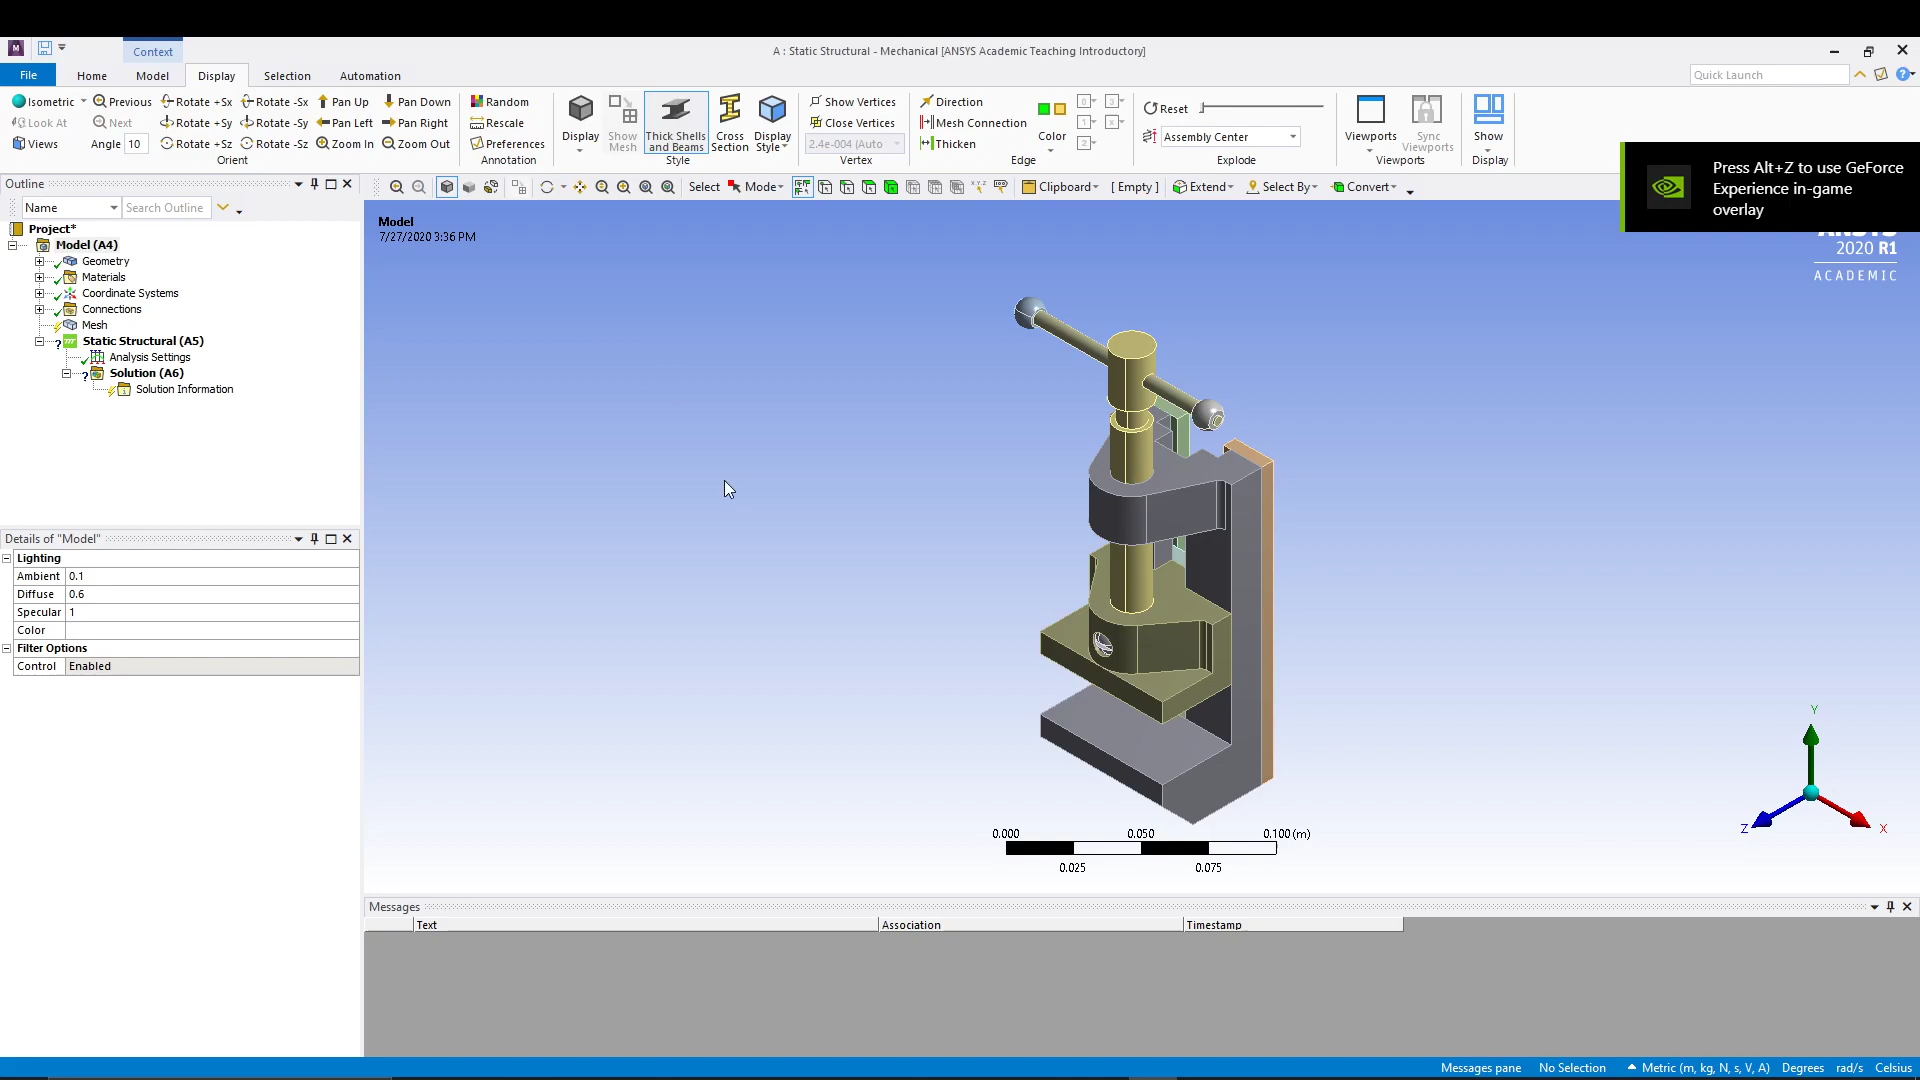 Context
A : Static Structural - Mechanical [ANSYS Academic Teaching Introductory]
File Home Model Display Selection Automation
Quick Launch
Isometric Previous Rotate +Sx Rotate -Sx Pan Up Pan Down Random
Look At Next Rotate +Sy Rotate -Sy Pan Left Pan Right Rescale
Views Angle 10 Rotate +Sz Rotate -Sz Zoom In Zoom Out Preferences
Orient Annotation
Display Show Mesh Thick Shells and Beams Cross Section Display Style
Style
Show Vertices
Close Vertices
2.4e-004 (Auto
Vertex
Direction
Mesh Connection
Thicken
Color
Edge
Reset
Assembly Center
Explode
Viewports Sync Viewports
Viewports
Show
Display
Press Alt+Z to use GeForce
Experience in-game
overlay
Outline
Name Search Outline
Select Mode Clipboard [ Empty ] Extend Select By Convert
Project*
Model (A4)
Geometry
Materials
Coordinate Systems
Connections
Mesh
Static Structural (A5)
Analysis Settings
Solution (A6)
Solution Information
Details of "Model"
Lighting
Ambient 0.1
Diffuse 0.6
Specular 1
Color
Filter Options
Control Enabled
Model
7/27/2020 3:36 PM
ANSYS
2020 R1
ACADEMIC
Y
Z
X
0.000 0.050 0.100 (m)
0.025 0.075
Messages
Text Association Timestamp
Messages pane No Selection Metric (m, kg, N, s, V, A) Degrees rad/s Celsius